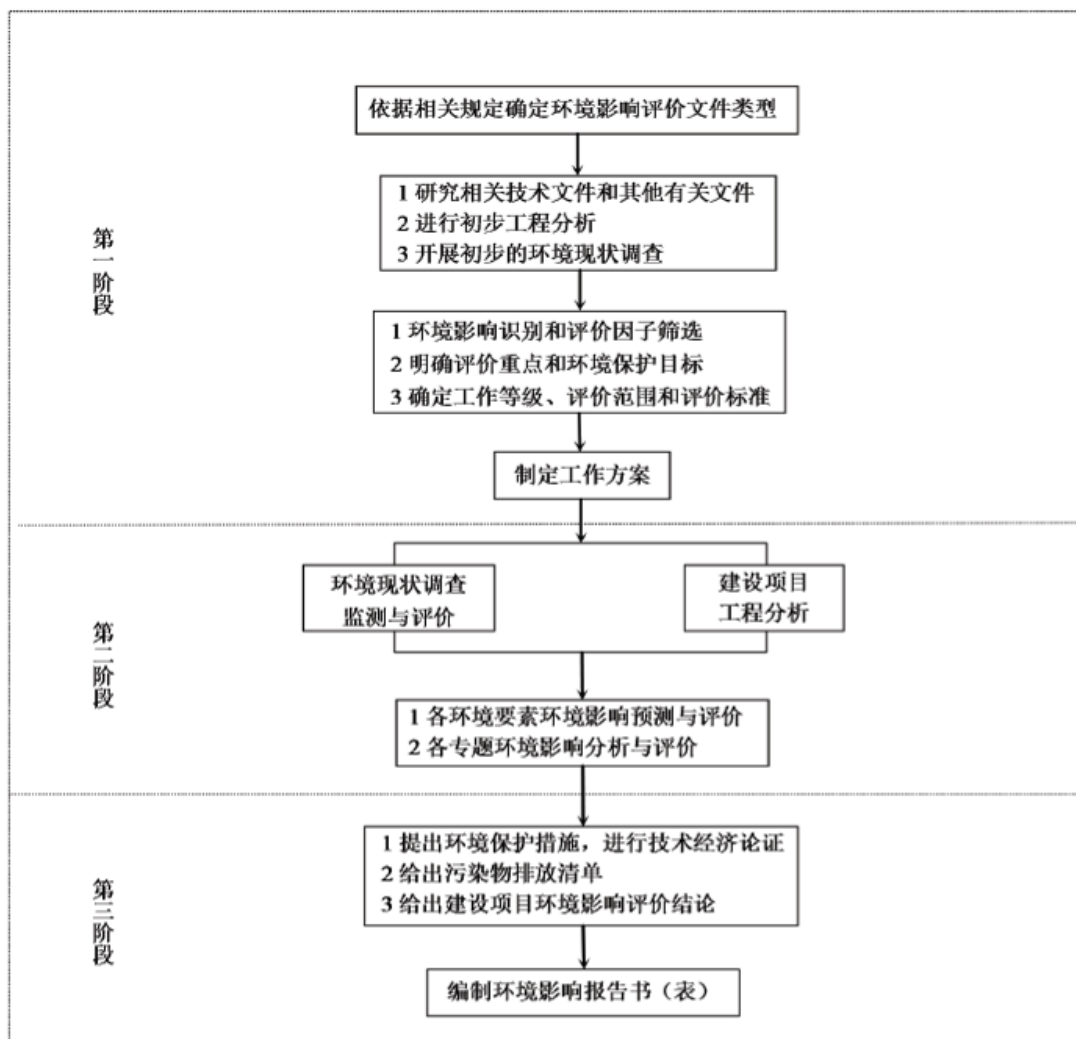 依据相关规定确定环境影响评价文件类型
1 研究相关技术文件和其他有关文件
2 进行初步工程分析
3 开展初步的环境现状调查
第一阶段
1 环境影响识别和评价因子筛选
2 明确评价重点和环境保护目标
3 确定工作等级、评价范围和评价标准
制定工作方案
环境现状调查
监测与评价
建设项目
工程分析
第二阶段
1 各环境要素环境影响预测与评价
2 各专题环境影响分析与评价
1 提出环境保护措施，进行技术经济论证
2 给出污染物排放清单
3 给出建设项目环境影响评价结论
第三阶段
编制环境影响报告书（表）